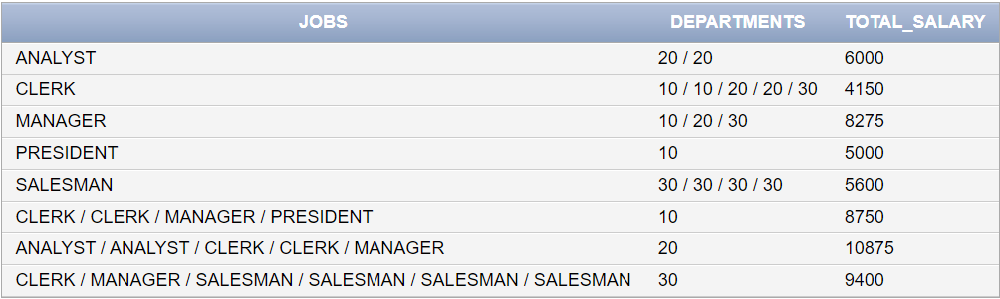 JOBS DEPARTMENTS TOTAL_SALARY
ANALYST 20 / 20 6000
CLERK 10 / 10 / 20 / 20 / 30 4150
MANAGER 10 / 20 / 30 8275
PRESIDENT 10 5000
SALESMAN 30 / 30 / 30 / 30 5600
CLERK / CLERK / MANAGER / PRESIDENT 10 8750
ANALYST / ANALYST / CLERK / CLERK / MANAGER 20 10875
CLERK / MANAGER / SALESMAN / SALESMAN / SALESMAN / SALESMAN 30 9400